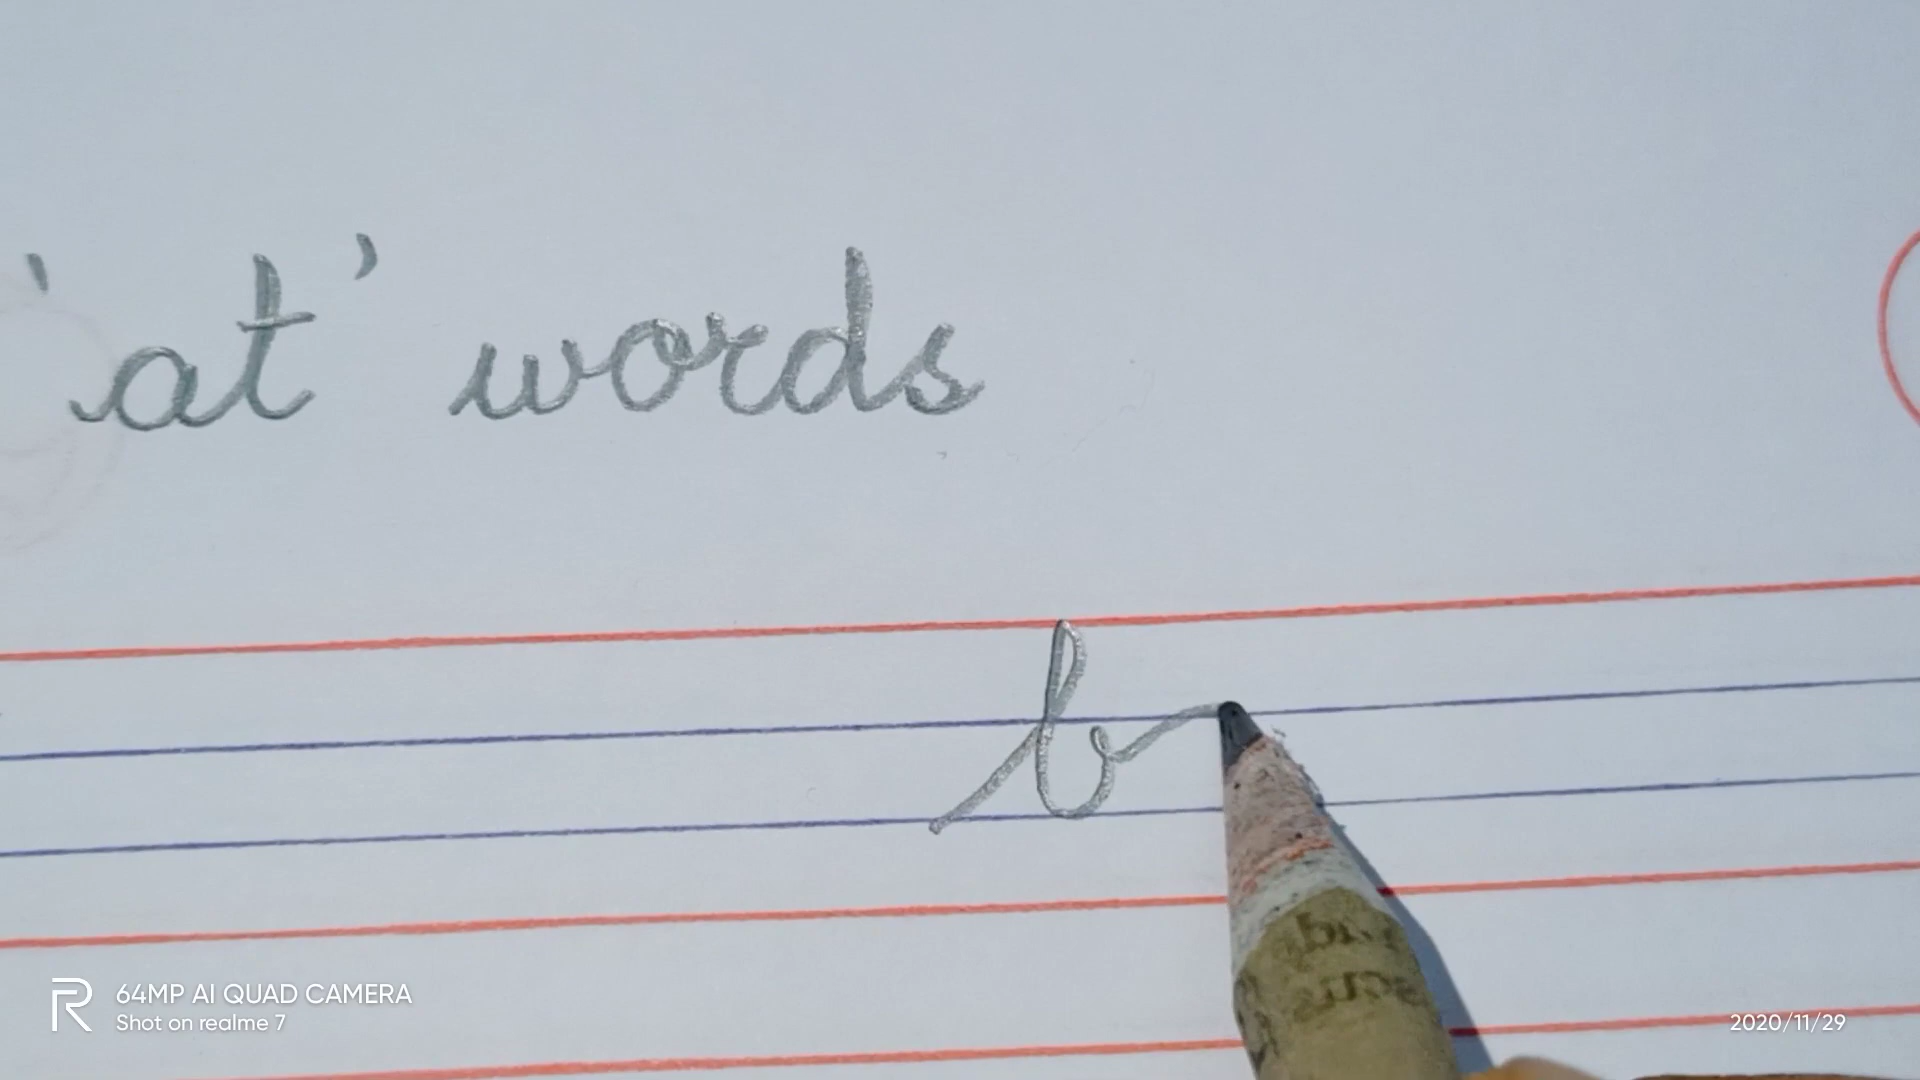 'at' words
b
64MP AI QUAD CAMERA
Shot on realme 7
2020/11/29